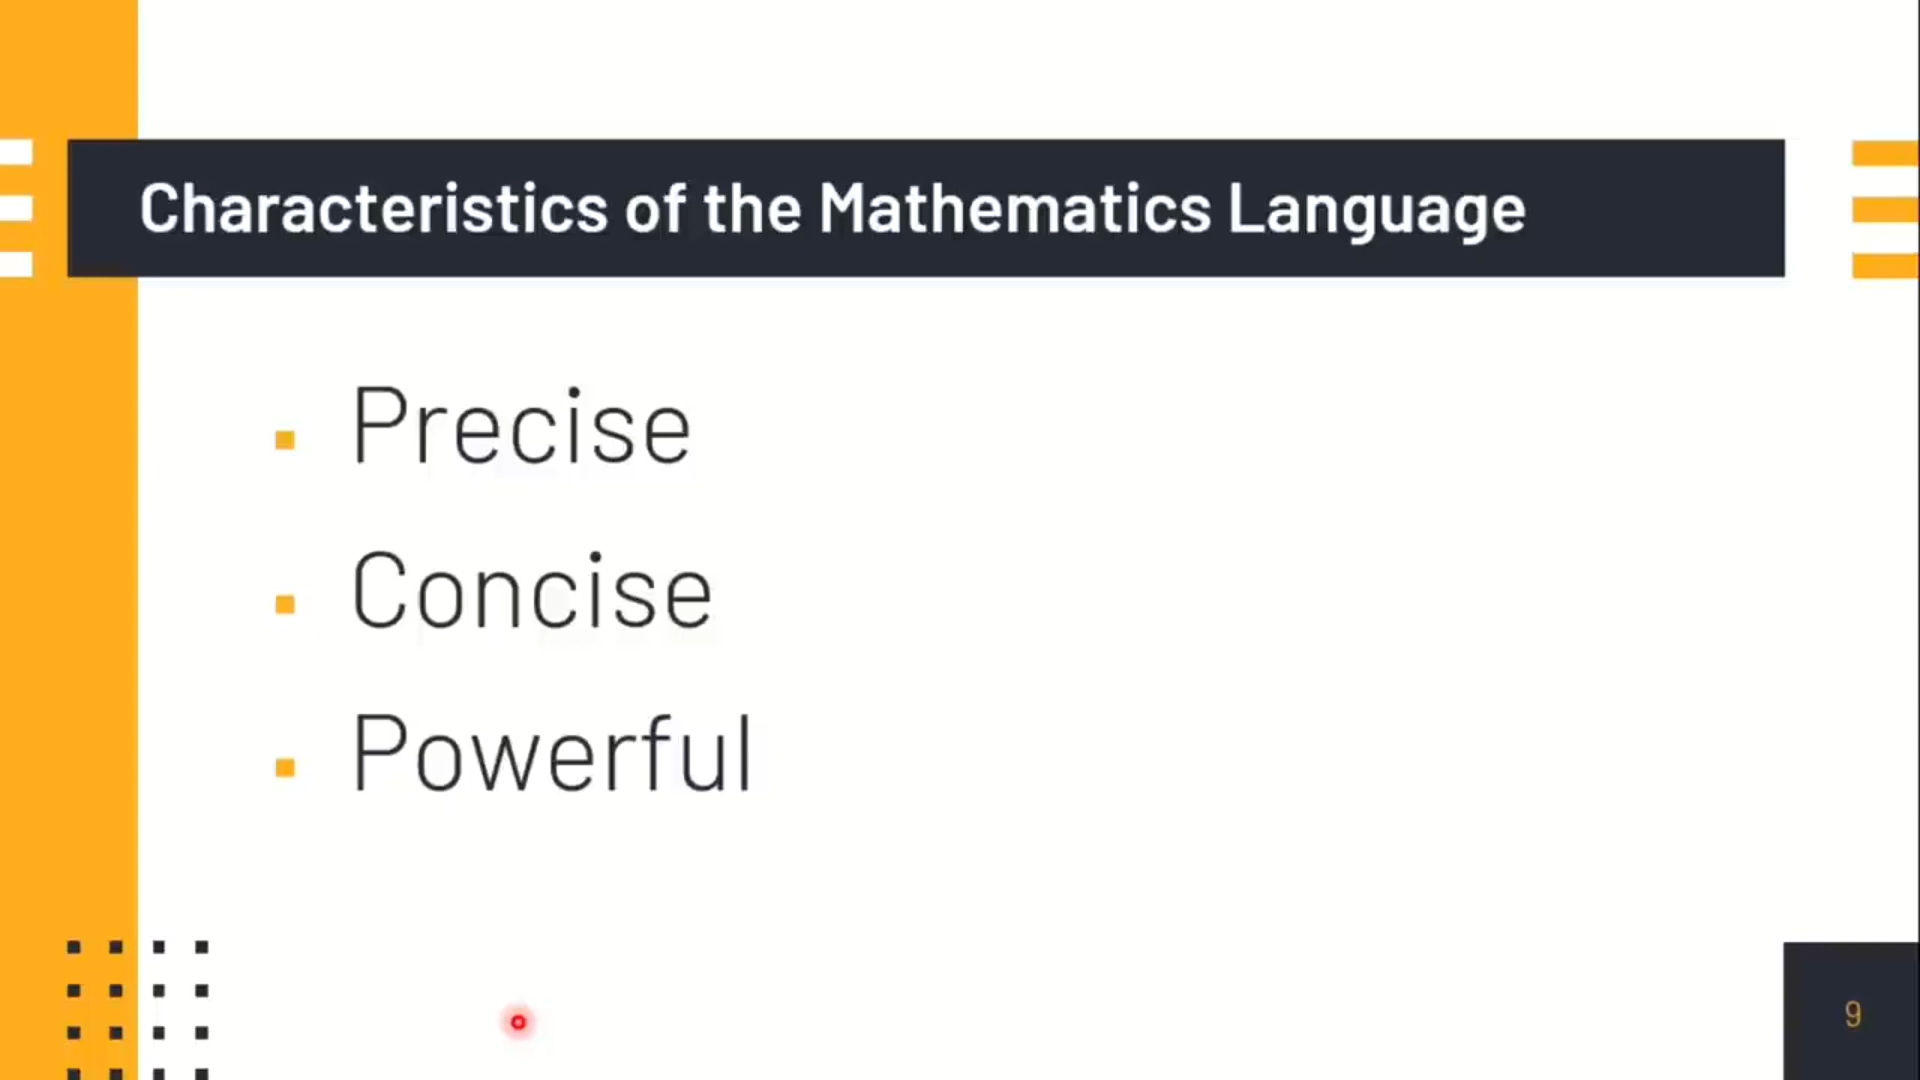 Characteristics of the Mathematics Language
Precise
Concise
Powerful
9